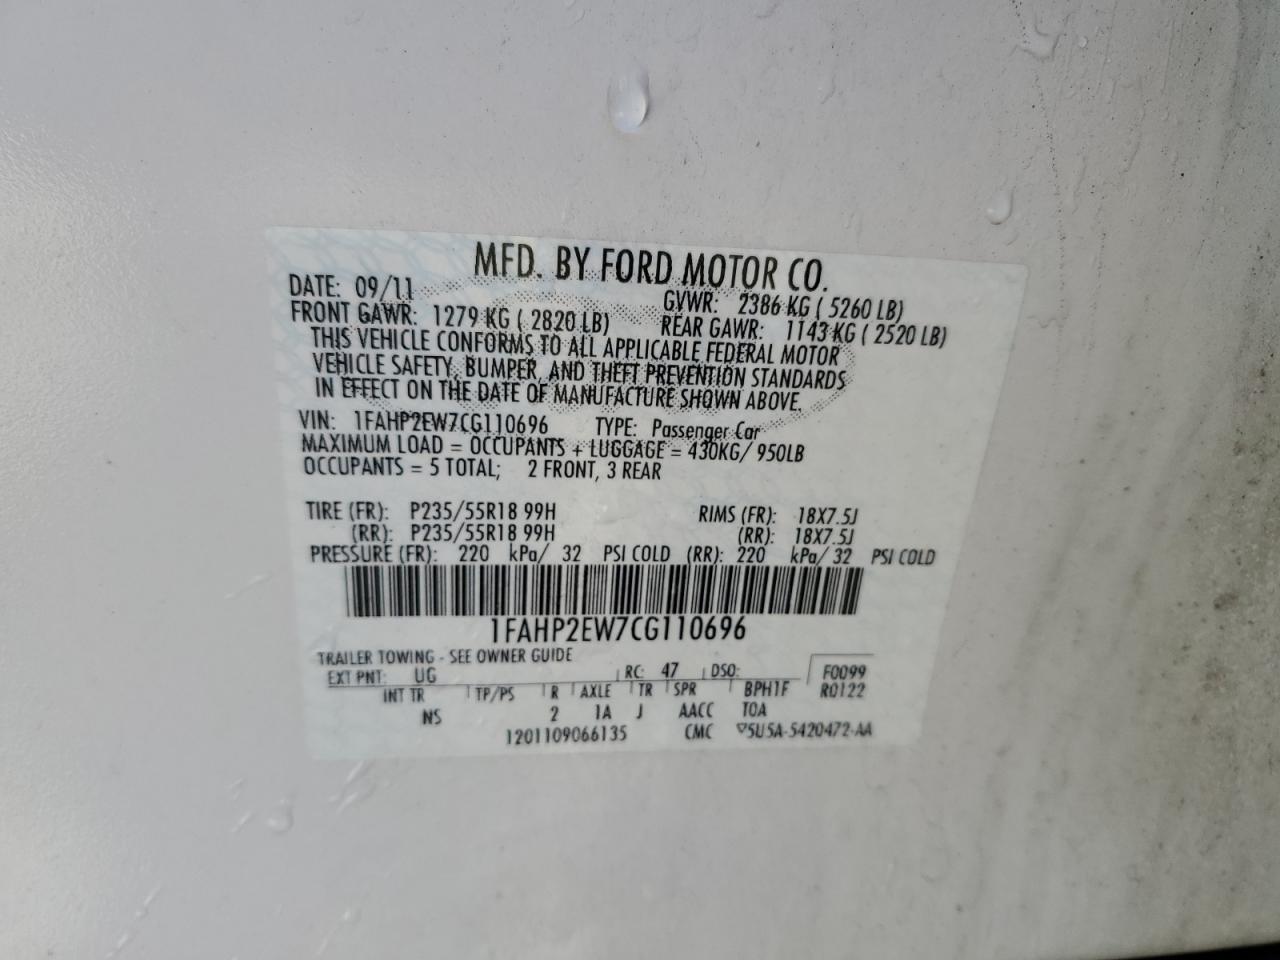 MFD. BY FORD MOTOR CO.
DATE: 09/11 GVWR: 2386 KG ( 5260 LB)
FRONT GAWR: 1279 KG ( 2820 LB) REAR GAWR: 1143 KG ( 2520 LB)
THIS VEHICLE CONFORMS TO ALL APPLICABLE FEDERAL MOTOR
VEHICLE SAFETY, BUMPER, AND THEFT PREVENTION STANDARDS
IN EFFECT ON THE DATE OF MANUFACTURE SHOWN ABOVE.
VIN: 1FAHP2EW7CG110696 TYPE: Passenger Car
MAXIMUM LOAD = OCCUPANTS + LUGGAGE = 430KG/ 950LB
OCCUPANTS = 5 TOTAL; 2 FRONT, 3 REAR
TIRE (FR): P235/55R18 99H RIMS (FR): 18X7.5J
(RR): P235/55R18 99H (RR): 18X7.5J
PRESSURE (FR): 220 kPa/ 32 PSI COLD (RR): 220 kPa/ 32 PSI COLD
1FAHP2EW7CG110696
TRAILER TOWING - SEE OWNER GUIDE
EXT PNT: UG RC: 47 DSO: F0099
INT TR TP/PS R AXLE TR SPR BPH1F R0122
NS 2 1A J AACC TOA
1201109066135 CMC ▽5U5A-5420472-AA